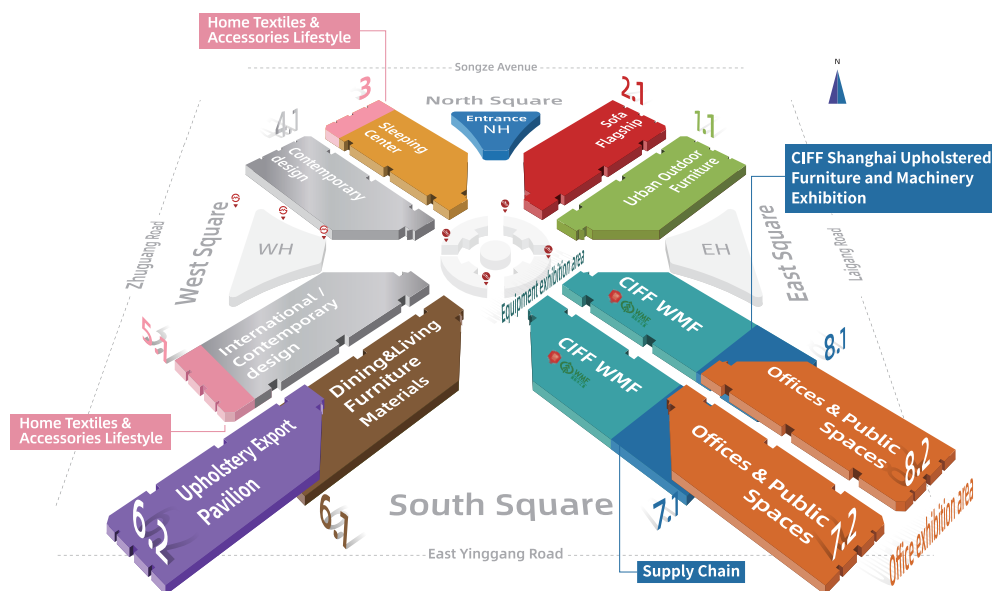 Home Textiles &
Accessories Lifestyle
Songze Avenue
N
North Square
3
2.1
4.1
1.1
Entrance
NH
Sleeping
Center
Sofa
Flagship
Contemporary
design
Urban Outdoor
Furniture
CIFF Shanghai Upholstered
Furniture and Machinery
Exhibition
Zhuguang Road
West Square
WH
EH
East Square
Laigang Road
Equipment exhibition area
International /
Contemporary
design
5.1
CIFF WMF
WMF
8.1
Dining&Living
Furniture
Materials
CIFF WMF
WMF
Offices & Public
Spaces
8.2
Home Textiles &
Accessories Lifestyle
Upholstery Export
Pavilion
6.2
6.1
South Square
7.1
Offices & Public
Spaces
7.2
Office exhibition area
East Yinggang Road
Supply Chain